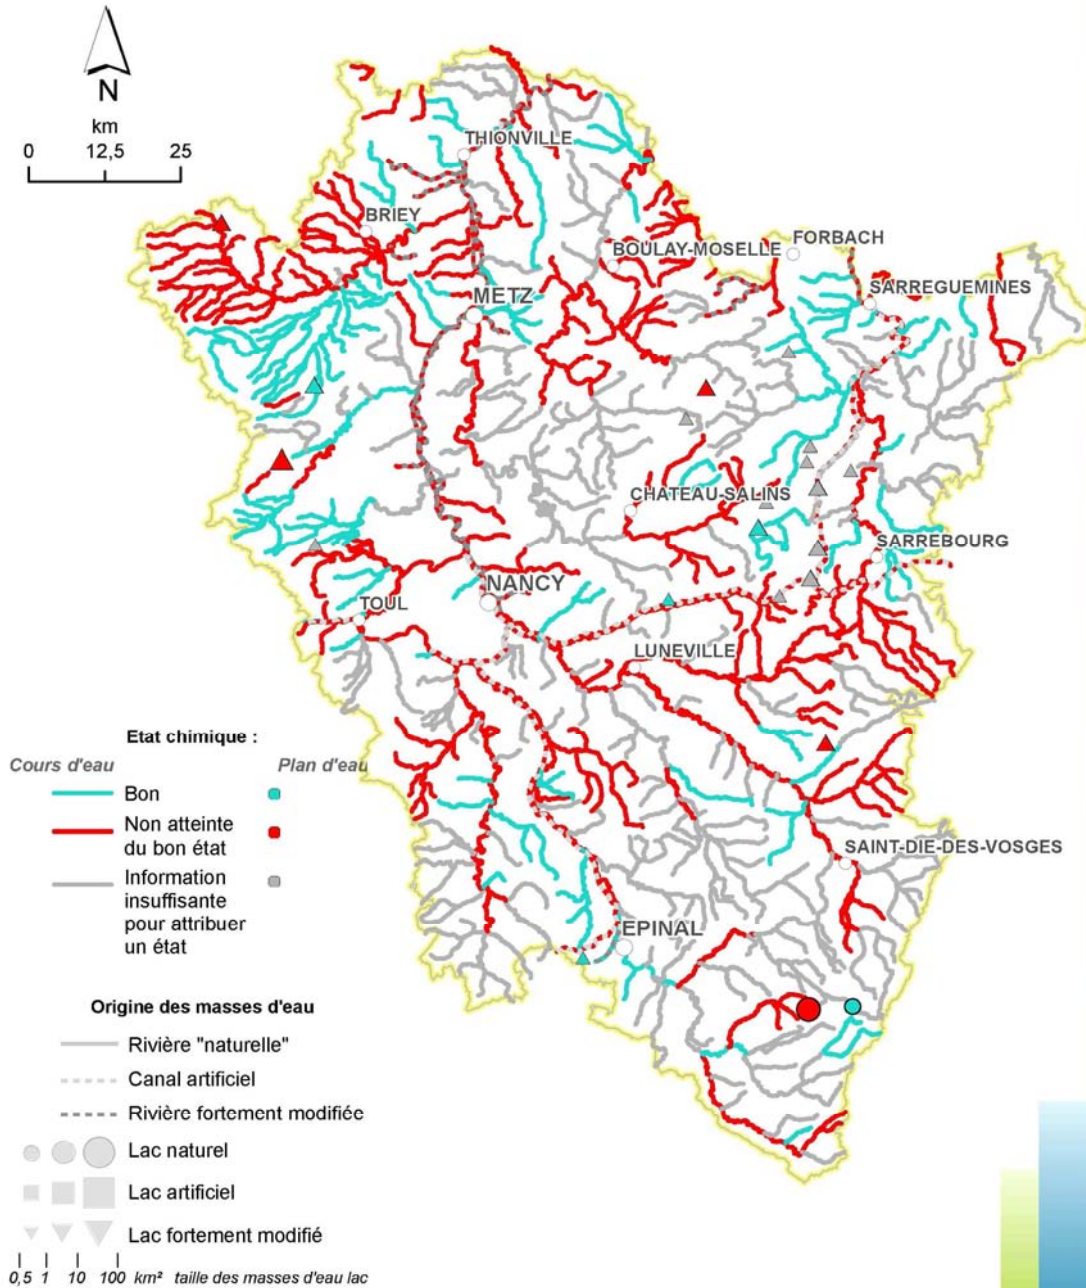 N
km
0 12,5 25
THIONVILLE
BRIEY
BOULAY-MOSELLE
FORBACH
SARREGUEMINES
METZ
CHATEAU-SALINS
SARREBOURG
NANCY
TOUL
LUNEVILLE
SAINT-DIE-DES-VOSGES
EPINAL
Etat chimique :
Cours d'eau Plan d'eau
Bon
Non atteinte
du bon état
Information
insuffisante
pour attribuer
un état
Origine des masses d'eau
Rivière "naturelle"
Canal artificiel
Rivière fortement modifiée
Lac naturel
Lac artificiel
Lac fortement modifié
0,5 1 10 100 km² taille des masses d'eau lac